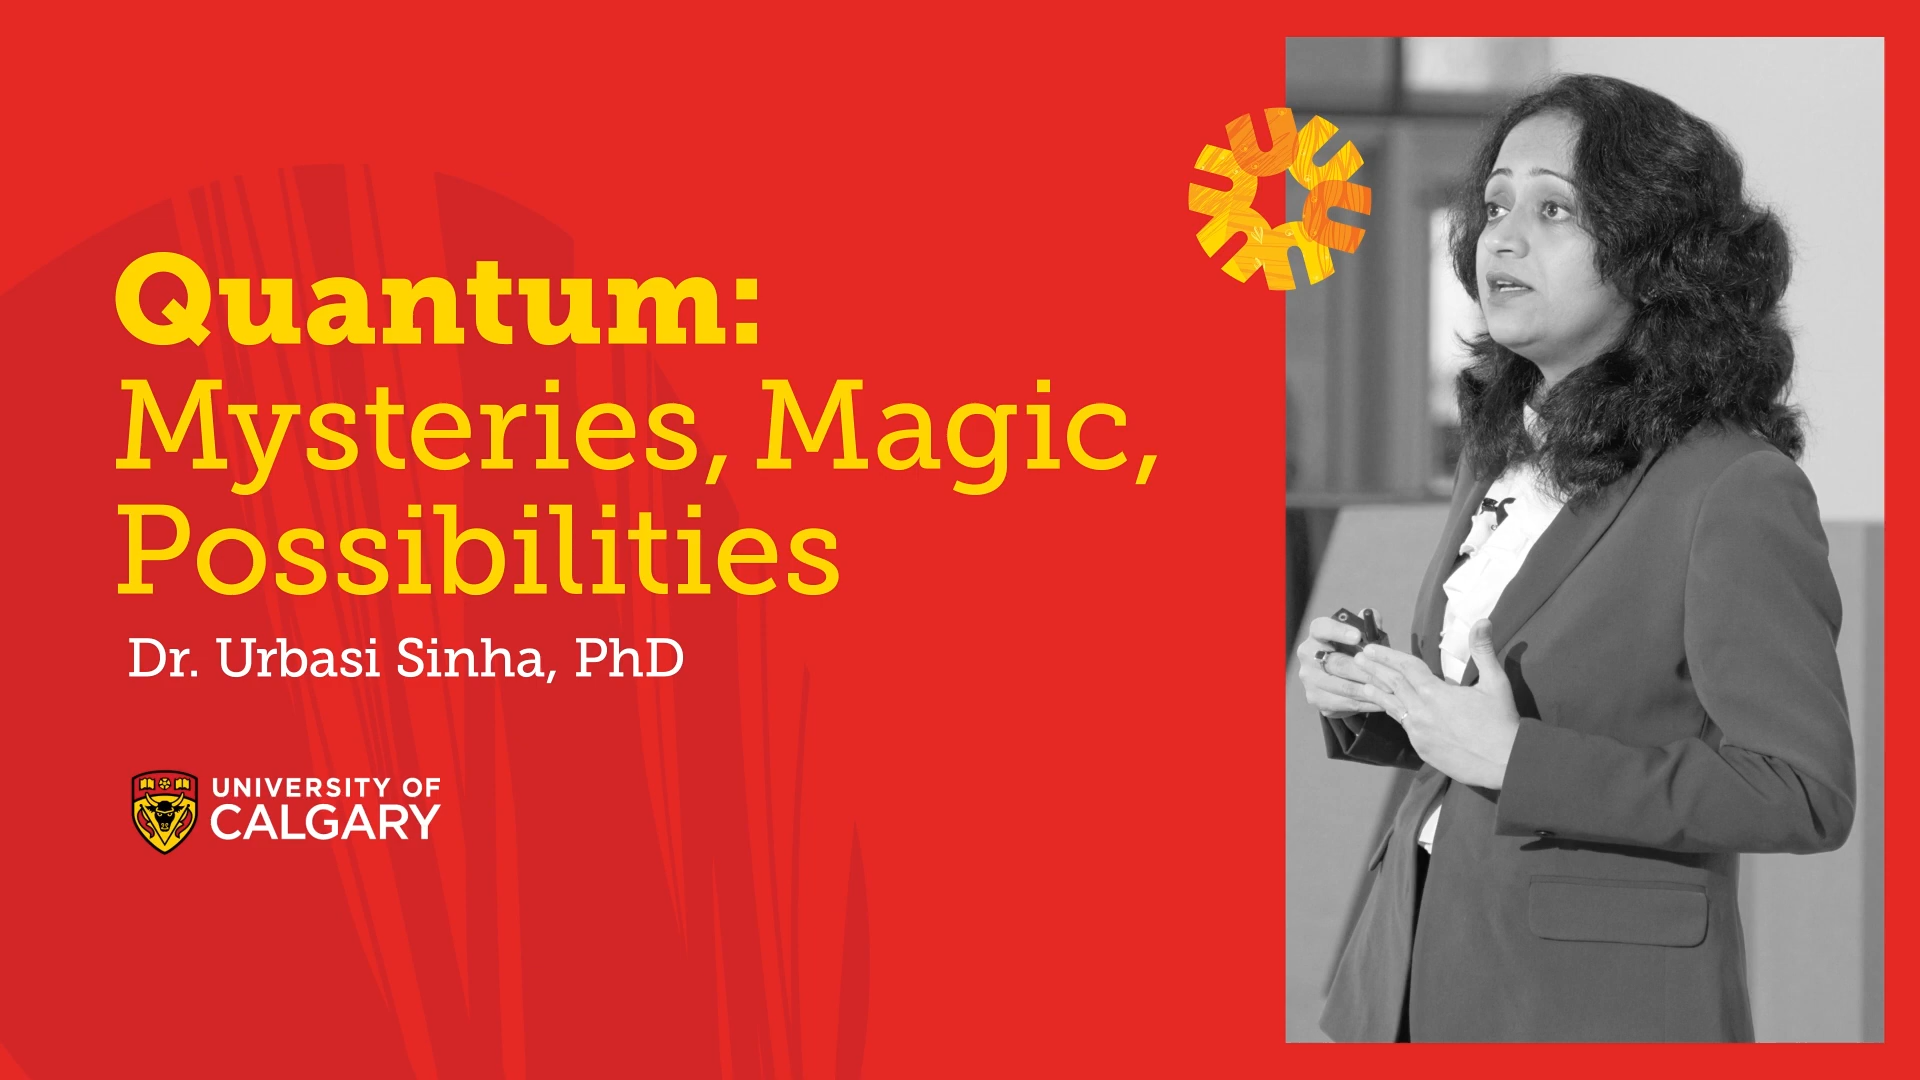 Quantum:
Mysteries, Magic,
Possibilities
Dr. Urbasi Sinha, PhD
UNIVERSITY OF
CALGARY